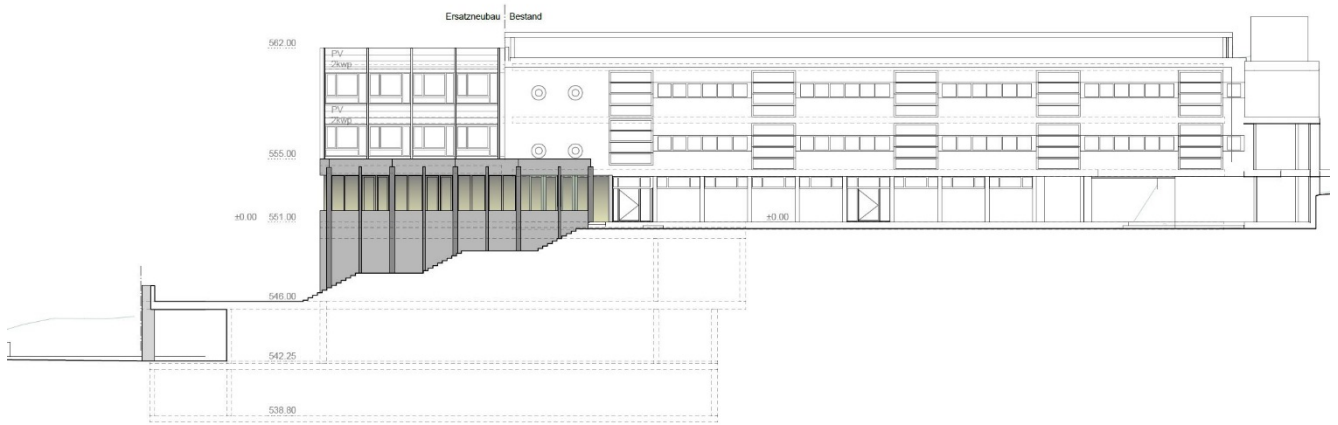 Ersatzneubau Bestand
562.00
PV
2kwp
PV
2kwp
555.00
±0.00 551.00
±0.00
546.00
542.25
538.80